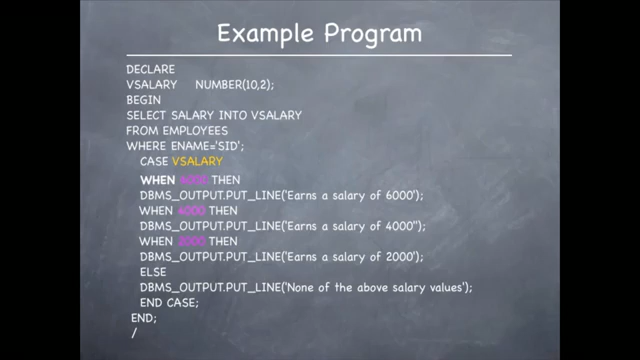 Example Program
DECLARE
VSALARY NUMBER(10,2);
BEGIN
SELECT SALARY INTO VSALARY
FROM EMPLOYEES
WHERE ENAME='SID';
CASE VSALARY
WHEN THEN
DBMS_OUTPUT.PUT_LINE('Earns a salary of 6000');
WHEN 4000 THEN
DBMS_OUTPUT.PUT_LINE('Earns a salary of 4000");
WHEN 2000 THEN
DBMS_OUTPUT.PUT_LINE('Earns a salary of 2000');
ELSE
DBMS_OUTPUT.PUT_LINE('None of the above salary values');
END CASE;
END;
/